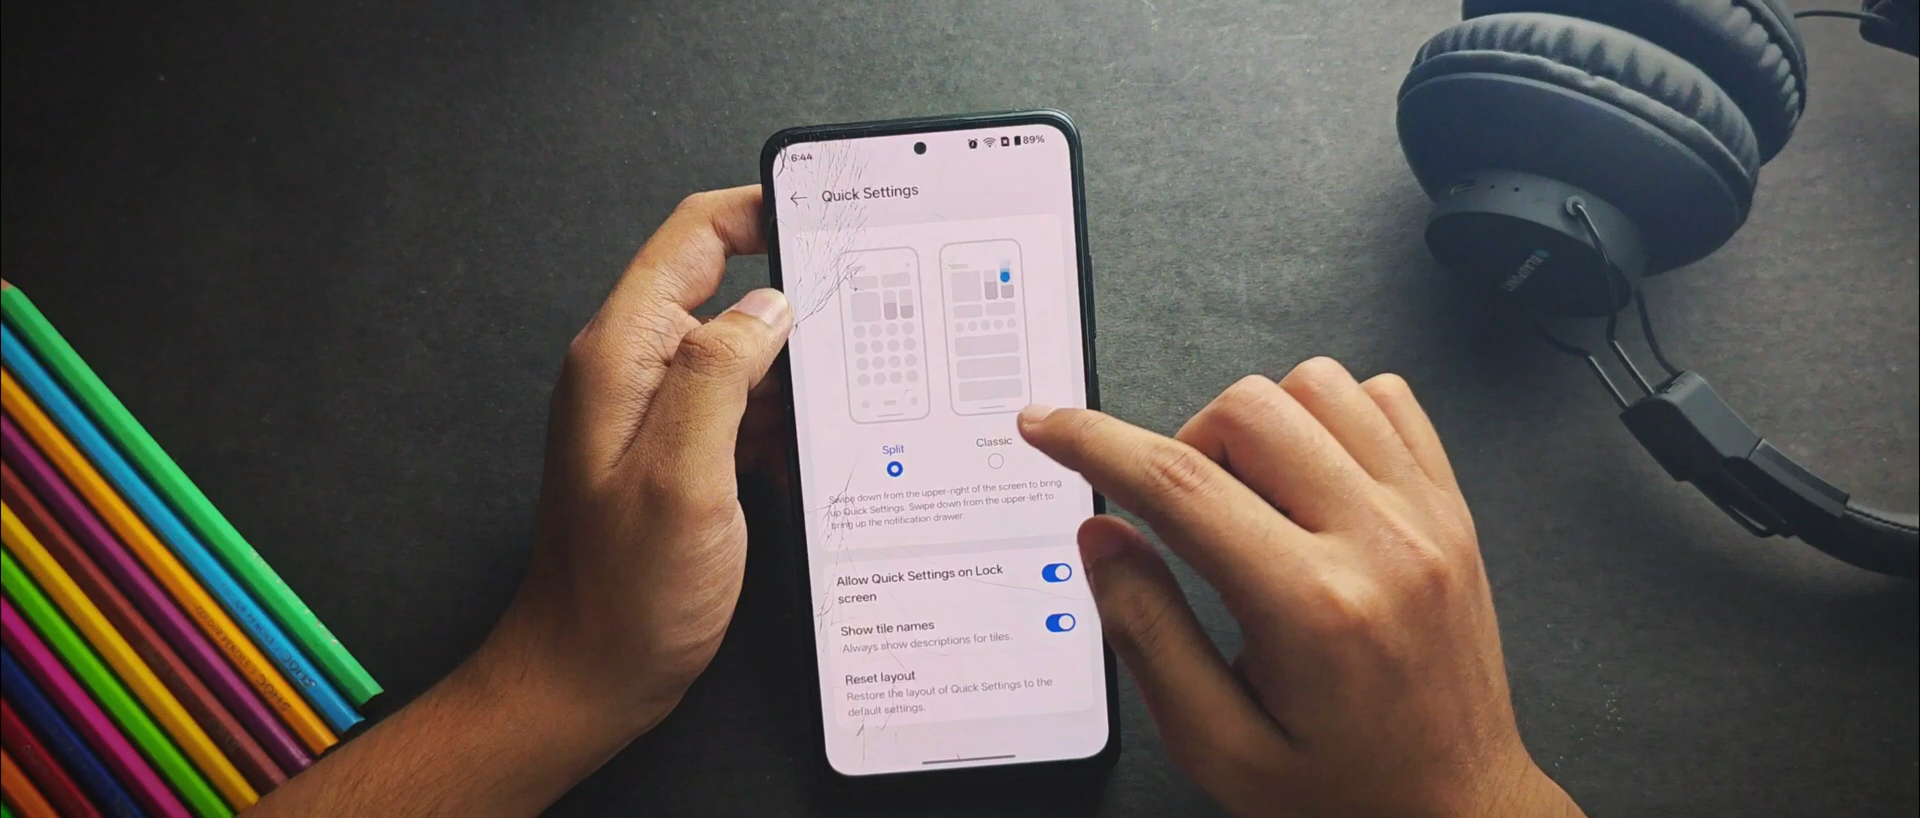 6:44
89%
Quick Settings
Split
Classic
Swipe down from the upper-right of the screen to bring
up Quick Settings. Swipe down from the upper-left to
bring up the notification drawer.
Allow Quick Settings on Lock
screen
Show tile names
Always show descriptions for tiles.
Reset layout
Restore the layout of Quick Settings to the
default settings.
COLOUR PENCILS
DOMS